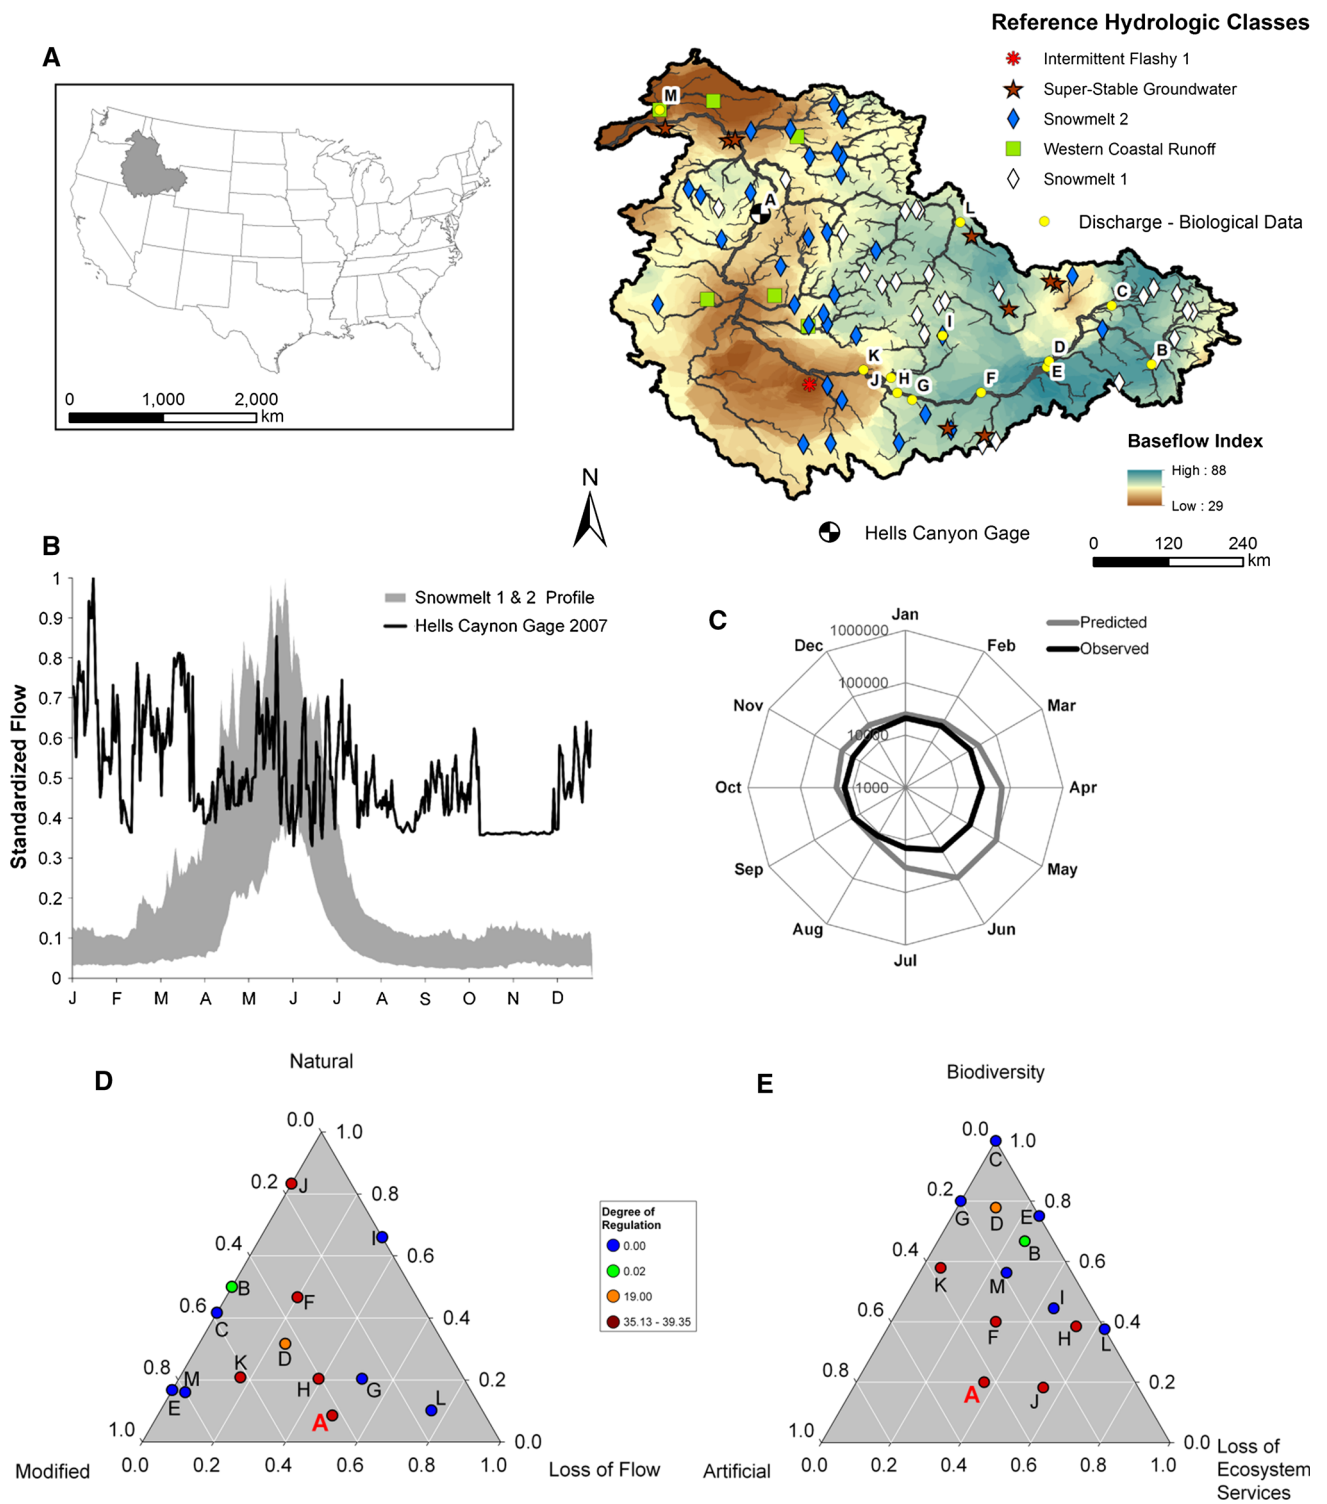 A
0
1,000
2,000
km
Reference Hydrologic Classes
Intermittent Flashy 1
Super-Stable Groundwater
Snowmelt 2
Western Coastal Runoff
Snowmelt 1
Discharge - Biological Data
M
A
L
C
I
B
D
E
K
J
H
G
F
Baseflow Index
High : 88
Low : 29
N
Hells Canyon Gage
0
120
240
km
B
Standardized Flow
1
0.9
0.8
0.7
0.6
0.5
0.4
0.3
0.2
0.1
0
Snowmelt 1 & 2 Profile
Hells Caynon Gage 2007
J F M A M J J A S O N D
C
Predicted
Observed
Jan
Feb
Mar
Apr
May
Jun
Jul
Aug
Sep
Oct
Nov
Dec
1000000
100000
10000
1000
D
Natural
0.0
1.0
0.2
0.8
0.4
0.6
0.6
0.4
0.8
0.2
1.0
0.0
J
I
B
F
C
D
K
M
E
H
G
L
A
0.0 0.2 0.4 0.6 0.8 1.0
Modified
Loss of Flow
Degree of
Regulation
0.00
0.02
19.00
35.13 - 39.35
E
Biodiversity
0.0
1.0
0.2
0.8
0.4
0.6
0.6
0.4
0.8
0.2
1.0
0.0
C
G
D
E
B
K
M
I
F
H
L
A
J
0.0 0.2 0.4 0.6 0.8 1.0
Artificial
Loss of
Ecosystem
Services